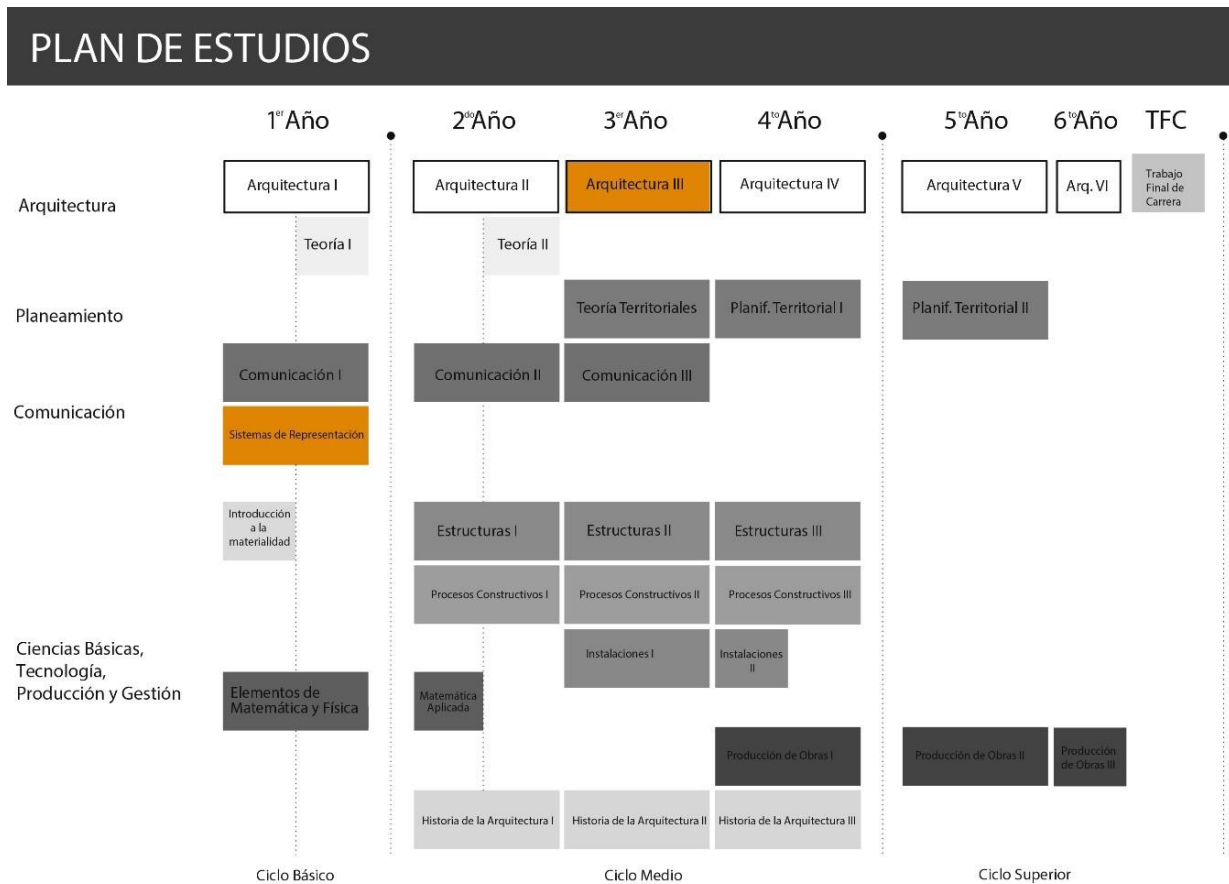 PLAN DE ESTUDIOS
1er Año
2do Año
3er Año
4to Año
5to Año
6to Año
TFC
Arquitectura
Arquitectura I
Arquitectura II
Arquitectura III
Arquitectura IV
Arquitectura V
Arq. VI
Trabajo
Final de
Carrera
Teoría I
Teoría II
Planeamiento
Teoría Territoriales
Planif. Territorial I
Planif. Territorial II
Comunicación
Comunicación I
Comunicación II
Comunicación III
Sistemas de Representación
Introducción
a la
materialidad
Estructuras I
Estructuras II
Estructuras III
Procesos Constructivos I
Procesos Constructivos II
Procesos Constructivos III
Ciencias Básicas,
Tecnología,
Producción y Gestión
Instalaciones I
Instalaciones
II
Elementos de
Matemática y Física
Matemática
Aplicada
Producción de Obras I
Producción de Obras II
Producción
de Obras III
Historia de la Arquitectura I
Historia de la Arquitectura II
Historia de la Arquitectura III
Ciclo Básico
Ciclo Medio
Ciclo Superior